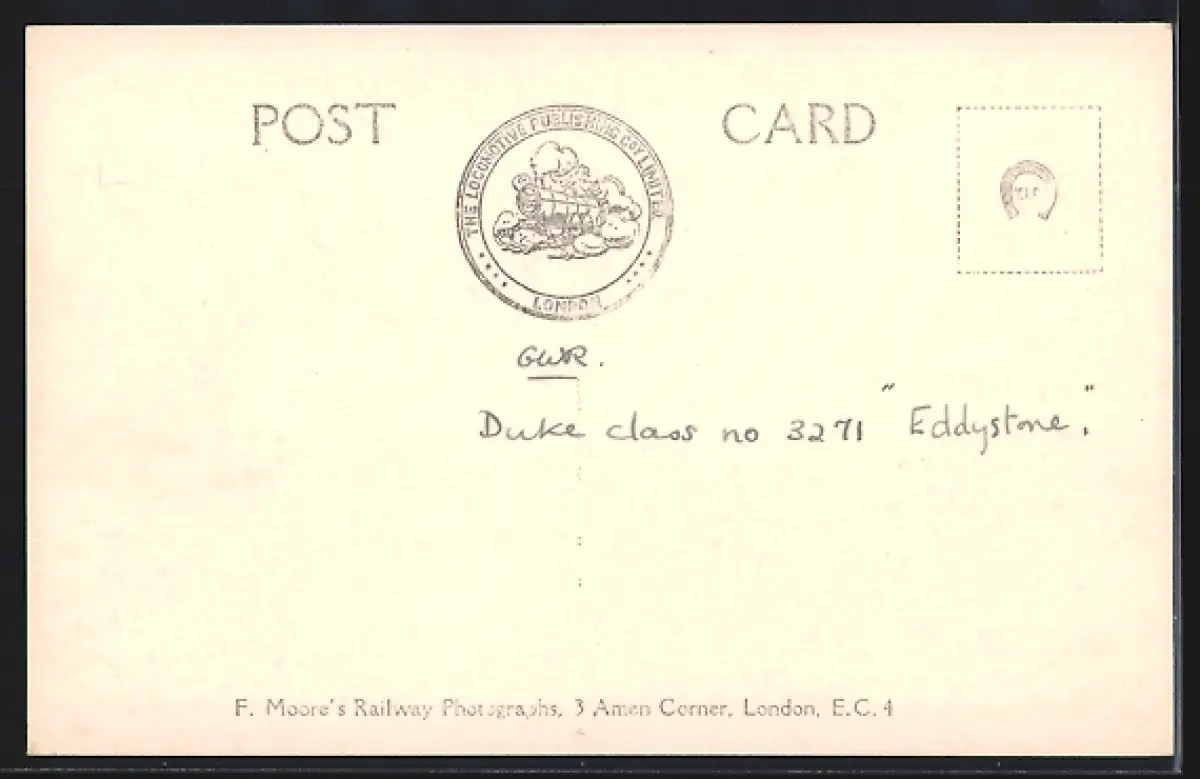 POST CARD
THE LOCOMOTIVE PUBLISHING COY LIMITED
LONDON
GWR.
Duke class no 3271 "Eddystone".
F. Moore's Railway Photographs, 3 Amen Corner, London, E.C.4